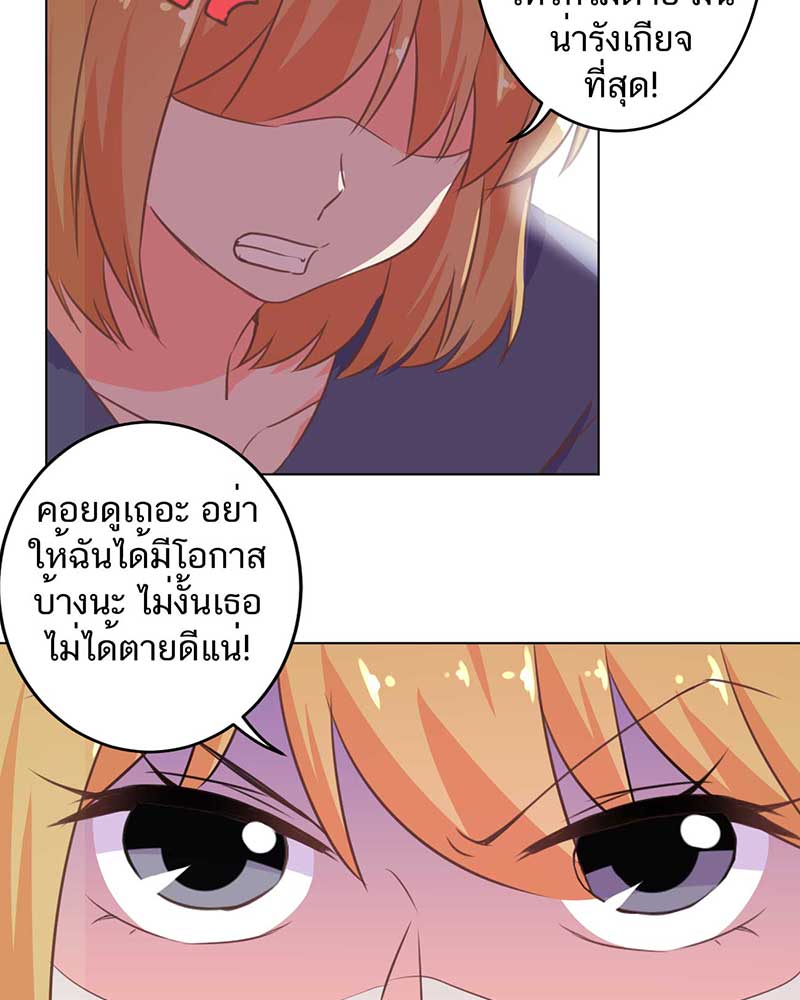 น่ารังเกียจ
ที่สุด!
คอยดูเถอะ อย่า
ให้ฉันได้มีโอกาส
บ้างนะ ไม่งั้นเธอ
ไม่ได้ตายดีแน่!